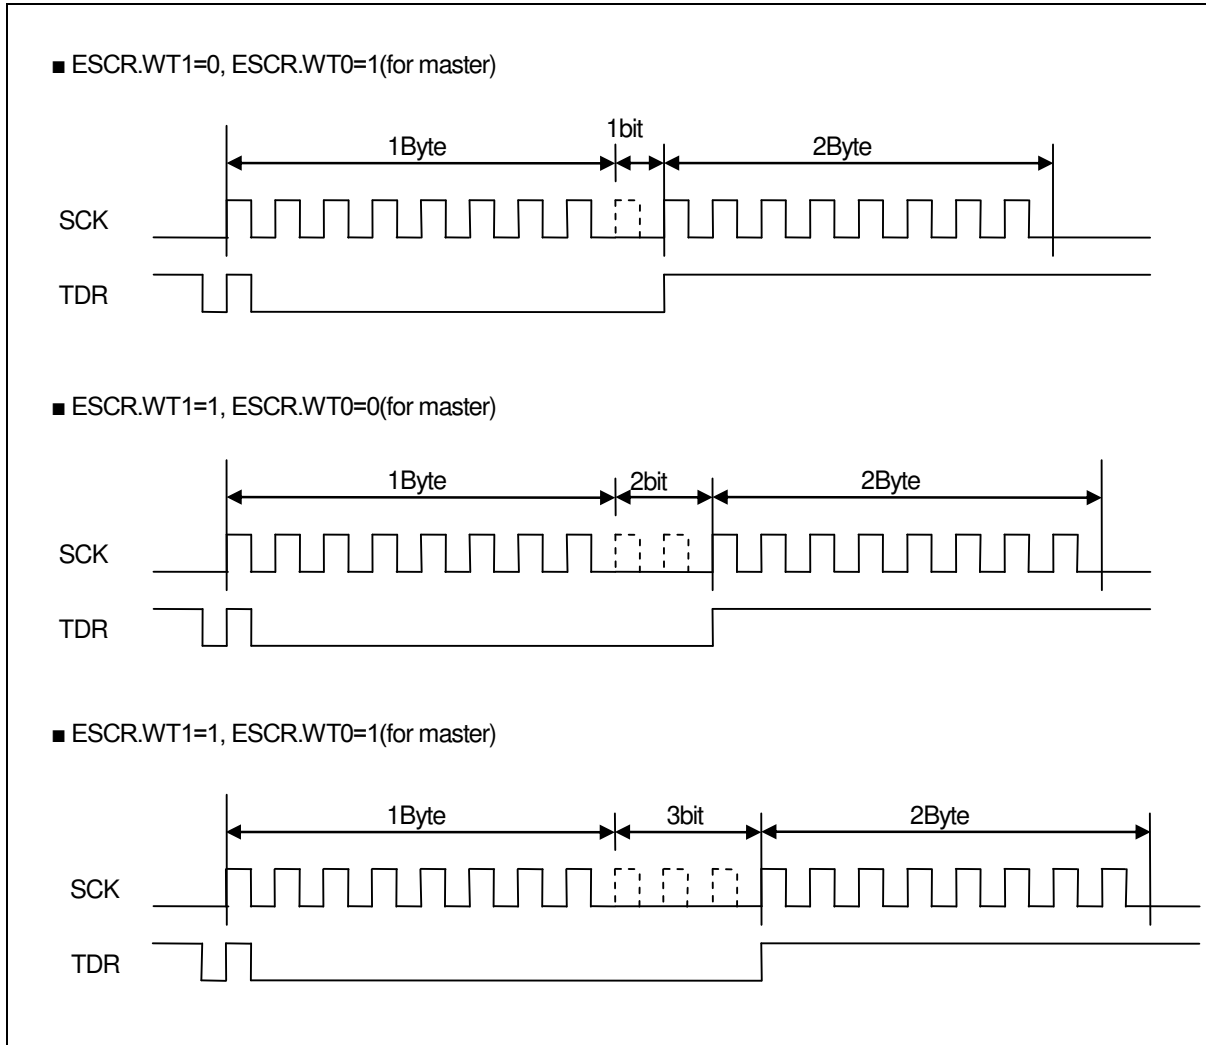 ■ ESCR.WT1=0, ESCR.WT0=1(for master)
1Byte 1bit 2Byte
SCK
TDR
■ ESCR.WT1=1, ESCR.WT0=0(for master)
1Byte 2bit 2Byte
SCK
TDR
■ ESCR.WT1=1, ESCR.WT0=1(for master)
1Byte 3bit 2Byte
SCK
TDR